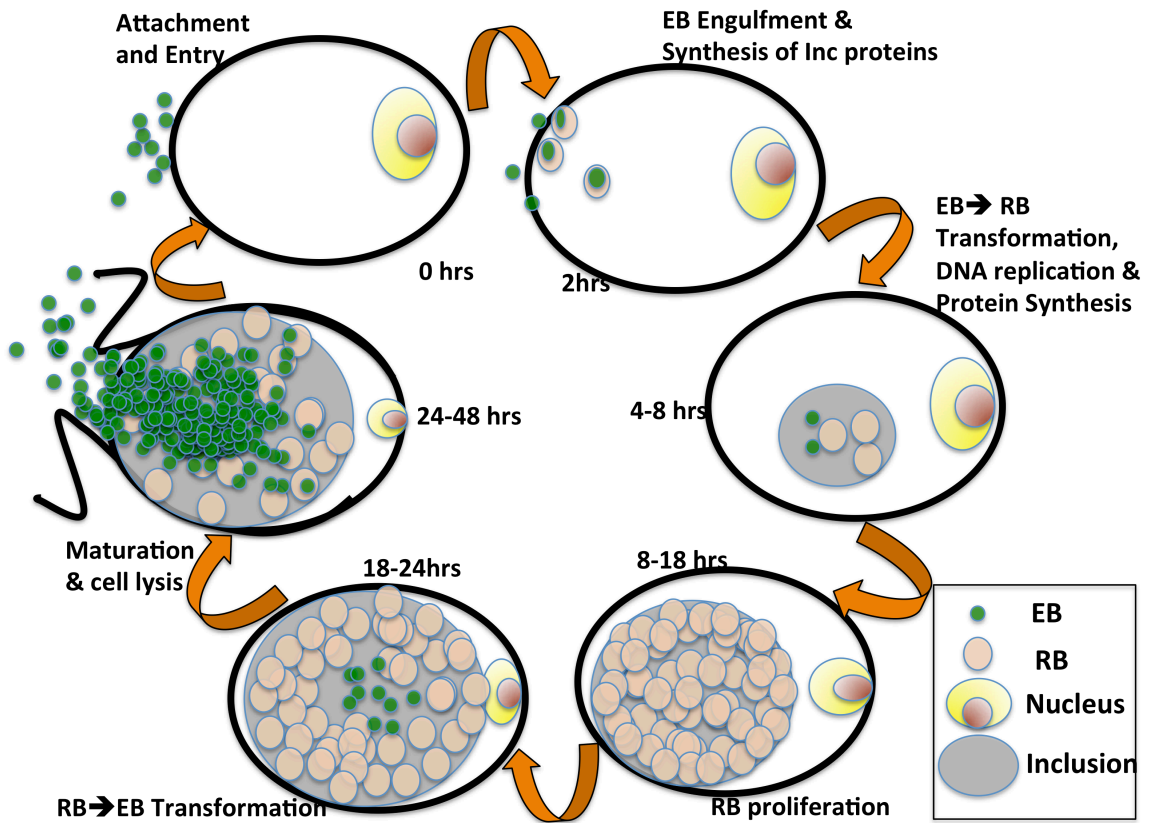 Attachment
and Entry
EB Engulfment &
Synthesis of Inc proteins
0 hrs
2hrs
EB➔ RB
Transformation,
DNA replication &
Protein Synthesis
4-8 hrs
24-48 hrs
Maturation
& cell lysis
18-24hrs
8-18 hrs
RB➔EB Transformation
RB proliferation
EB
RB
Nucleus
Inclusion